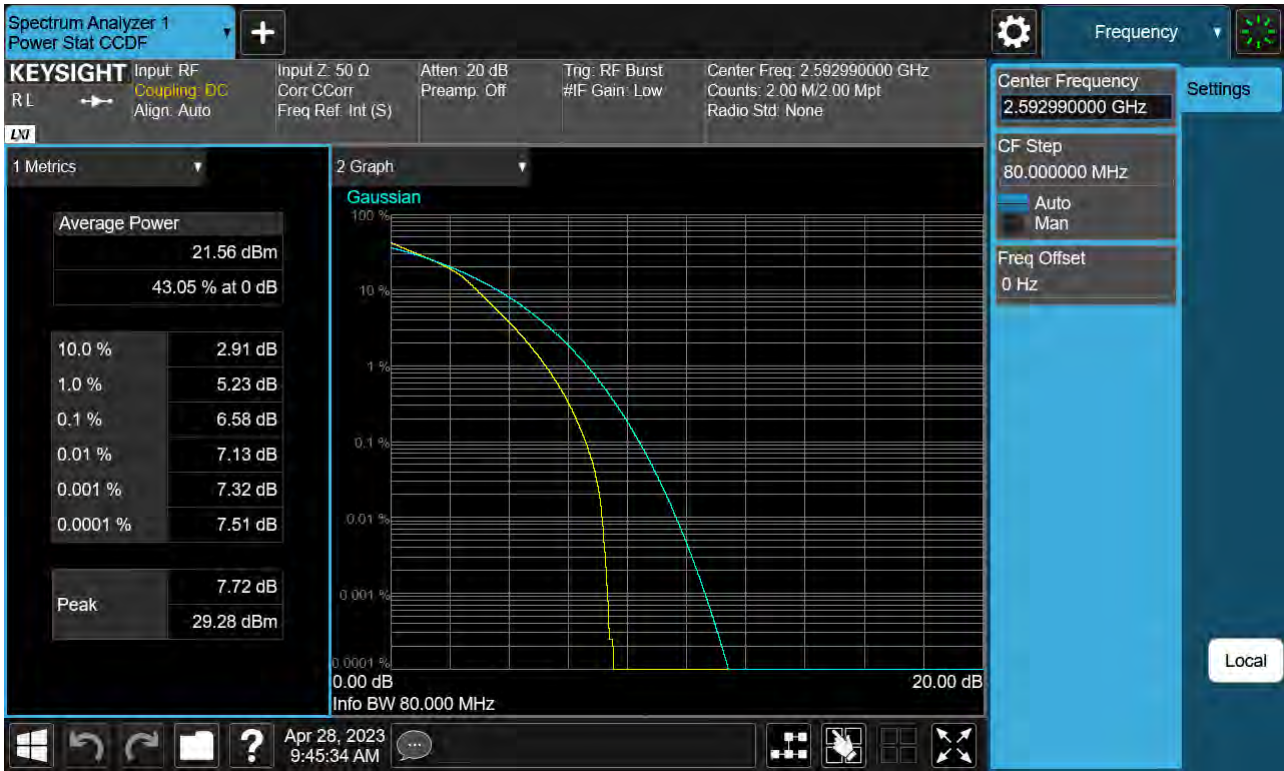 Spectrum Analyzer 1
Power Stat CCDF
Frequency
KEYSIGHT
RL
LXI
Input: RF
Coupling: DC
Align: Auto
Input Z: 50 Ω
Corr CCorr
Freq Ref: Int (S)
Atten: 20 dB
Preamp: Off
Trig: RF Burst
#IF Gain: Low
Center Freq: 2.592990000 GHz
Counts: 2.00 M/2.00 Mpt
Radio Std: None
Center Frequency
2.592990000 GHz
Settings
CF Step
80.000000 MHz
Auto
Man
Freq Offset
0 Hz
1 Metrics
Average Power
21.56 dBm
43.05 % at 0 dB
10.0 % 2.91 dB
1.0 % 5.23 dB
0.1 % 6.58 dB
0.01 % 7.13 dB
0.001 % 7.32 dB
0.0001 % 7.51 dB
Peak
7.72 dB
29.28 dBm
2 Graph
Gaussian
100 %
10 %
1 %
0.1 %
0.01 %
0.001 %
0.0001 %
0.00 dB
20.00 dB
Info BW 80.000 MHz
Local
?
Apr 28, 2023
9:45:34 AM